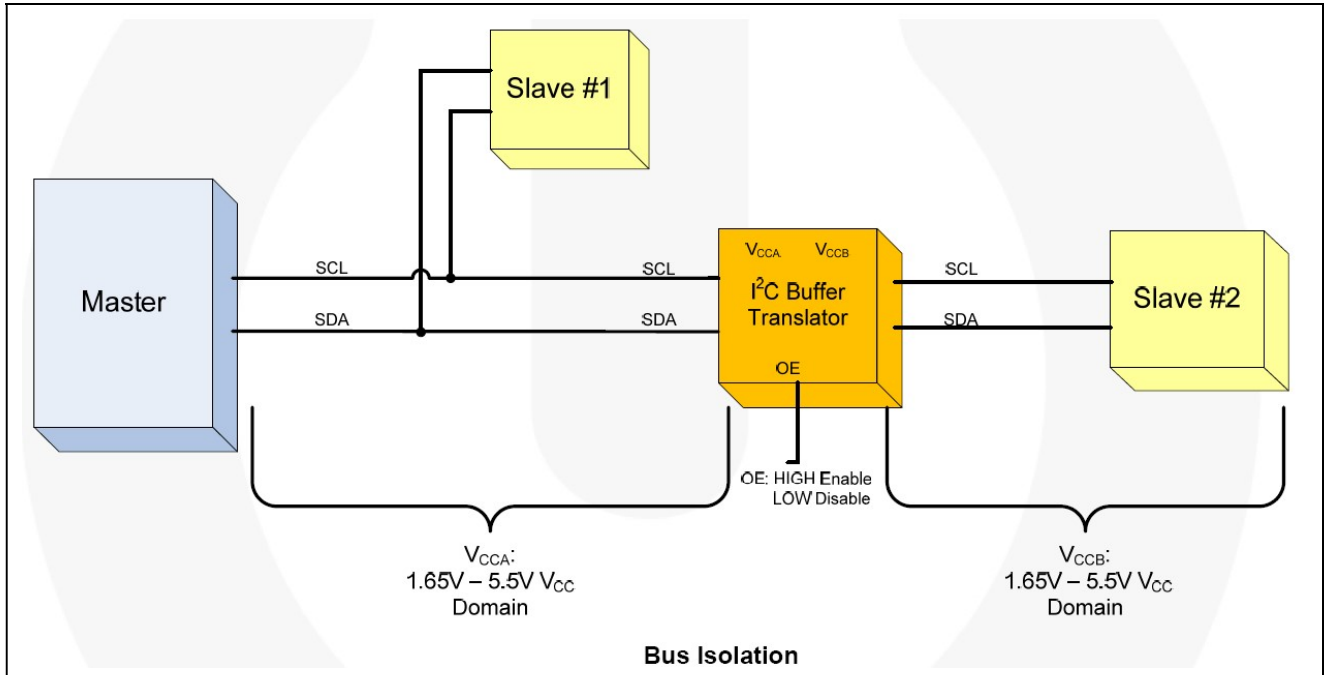 Slave #1
Master
SCL
SDA
SCL
SDA
VCCA VCCB
I²C Buffer
Translator
OE
SCL
SDA
Slave #2
OE: HIGH Enable
LOW Disable
VCCA:
1.65V – 5.5V VCC
Domain
VCCB:
1.65V – 5.5V VCC
Domain
Bus Isolation